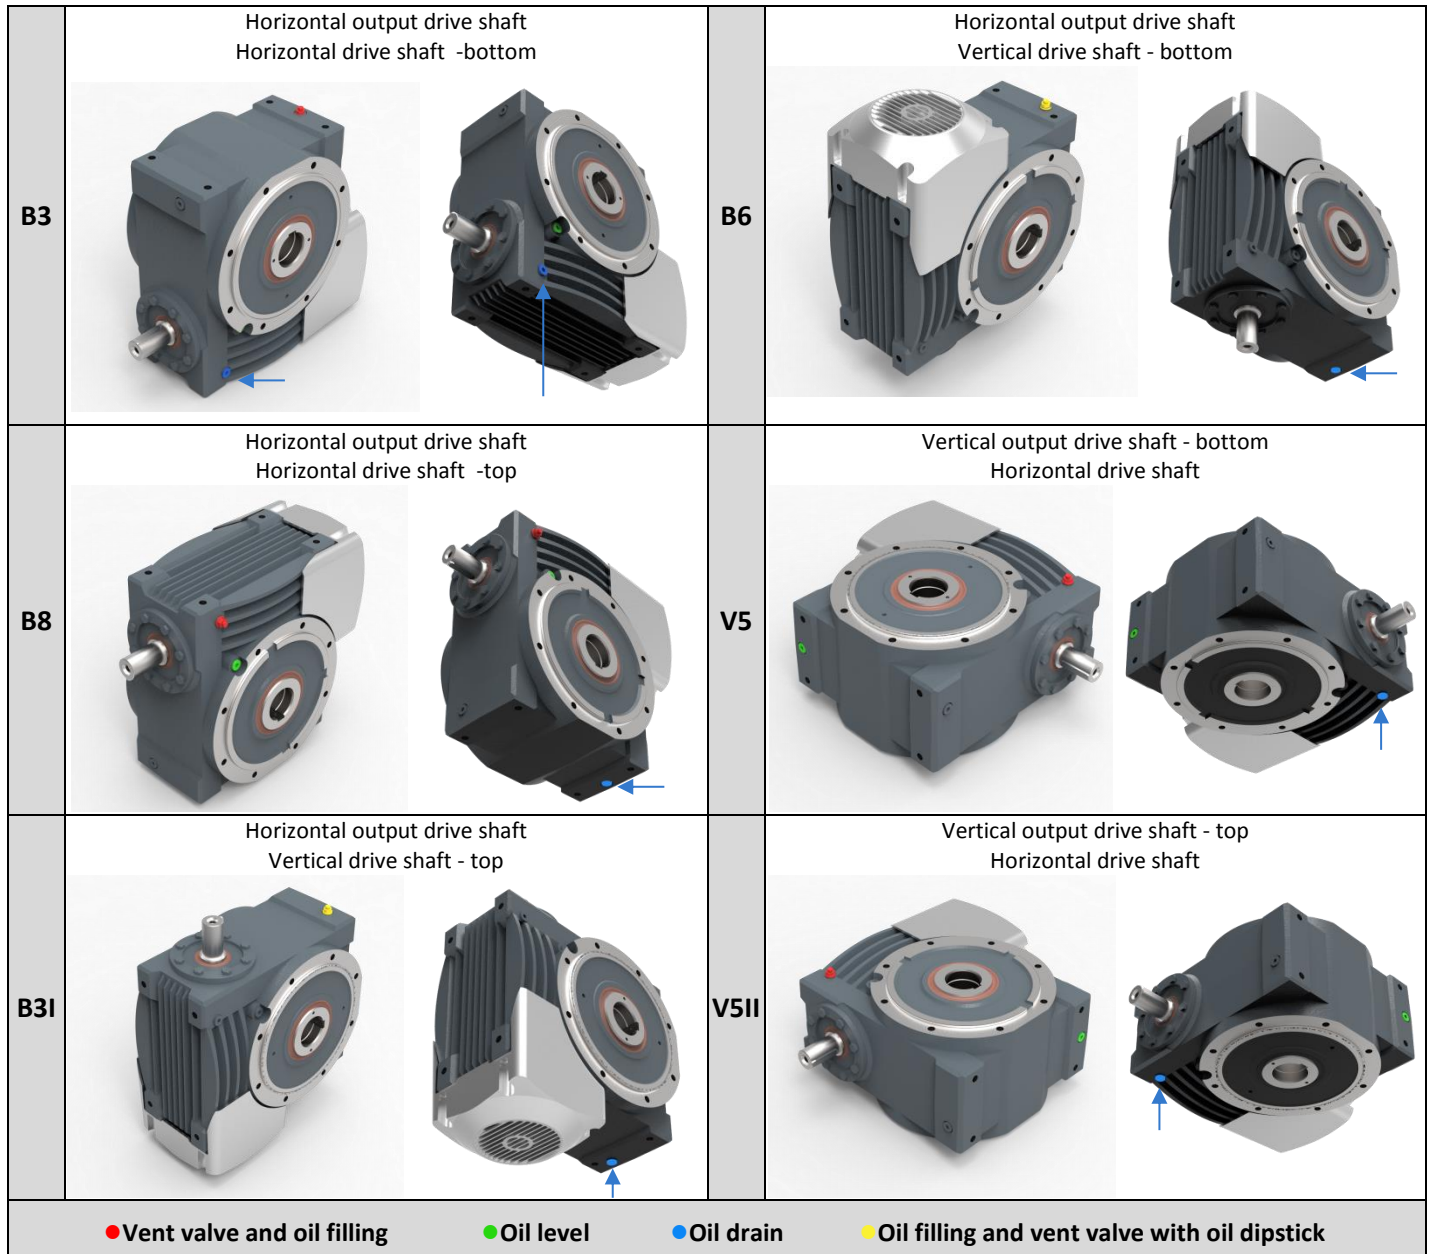 Horizontal output drive shaft
Horizontal drive shaft -bottom
B3
Horizontal output drive shaft
Vertical drive shaft - bottom
B6
Horizontal output drive shaft
Horizontal drive shaft -top
B8
Vertical output drive shaft - bottom
Horizontal drive shaft
V5
Horizontal output drive shaft
Vertical drive shaft - top
B3I
Vertical output drive shaft - top
Horizontal drive shaft
V5II
Vent valve and oil filling Oil level Oil drain Oil filling and vent valve with oil dipstick